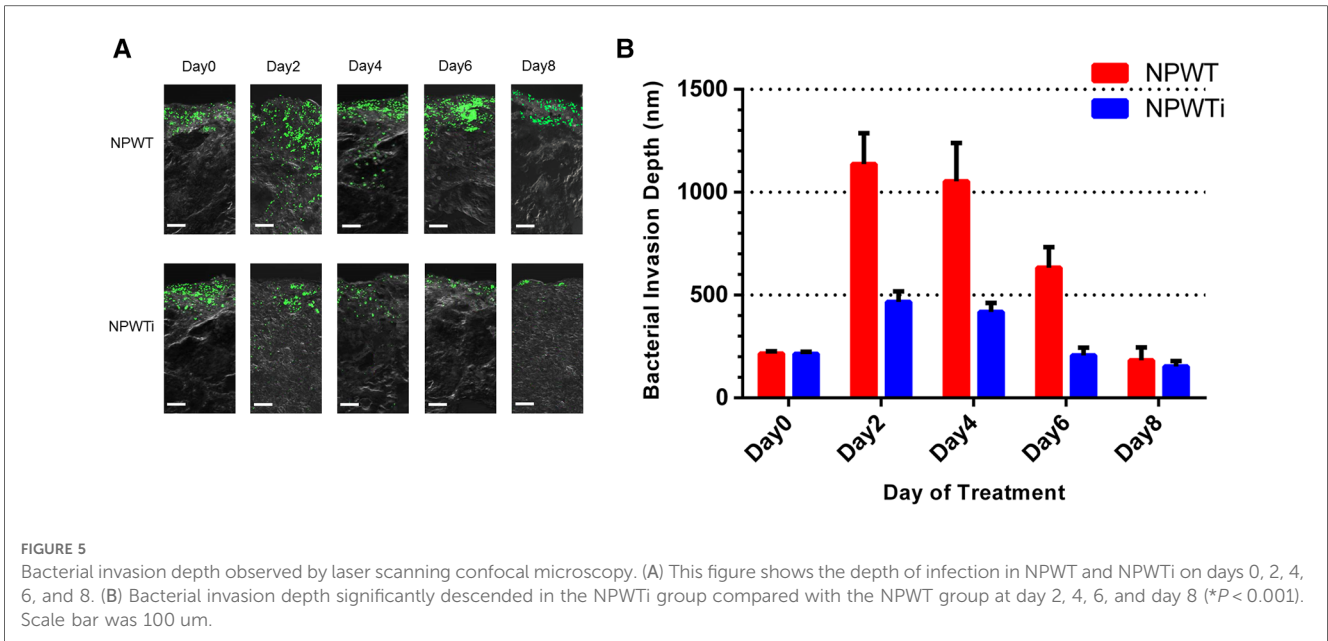 A
Day0 Day2 Day4 Day6 Day8
NPWT
NPWTi
B
NPWT
NPWTi
Bacterial Invasion Depth (nm)
1500
1000
500
0
Day0 Day2 Day4 Day6 Day8
Day of Treatment
FIGURE 5
Bacterial invasion depth observed by laser scanning confocal microscopy. (A) This figure shows the depth of infection in NPWT and NPWTi on days 0, 2, 4,
6, and 8. (B) Bacterial invasion depth significantly descended in the NPWTi group compared with the NPWT group at day 2, 4, 6, and day 8 (*P < 0.001).
Scale bar was 100 um.